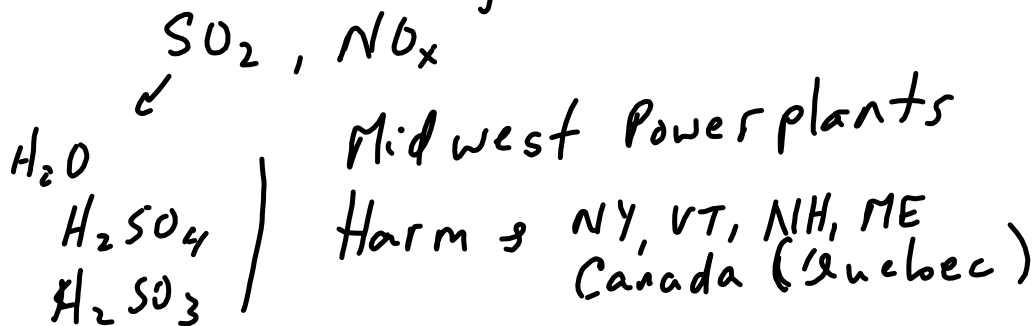 SO₂, NOₓ
H₂O
H₂SO₄
H₂SO₃
Midwest Powerplants
Harm → NY, VT, NH, ME
Canada (Quebec)